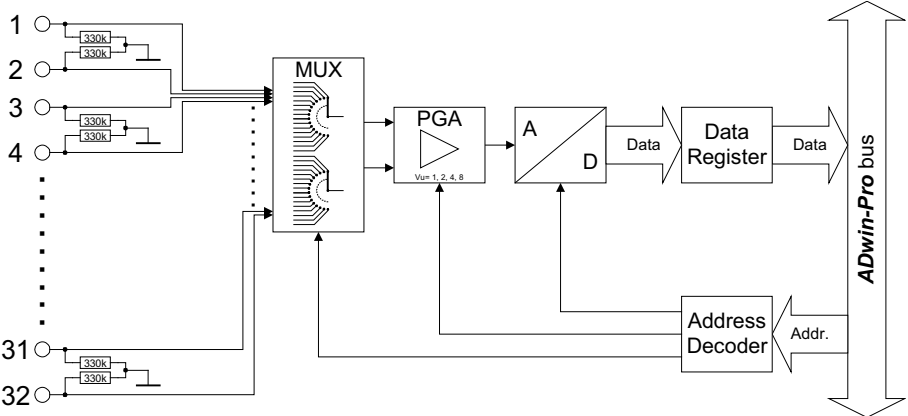 1
330k
330k
2
3
330k
330k
4
31
330k
330k
32
MUX
PGA
Vu= 1, 2, 4, 8
A
D
Data
Data
Register
Data
ADwin-Pro bus
Address
Decoder
Addr.